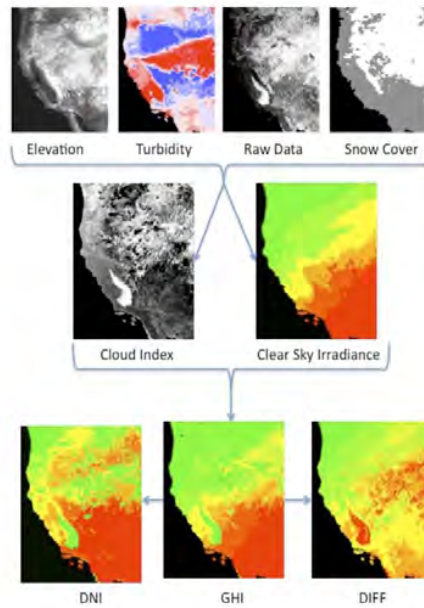 Elevation Turbidity Raw Data Snow Cover
Cloud Index Clear Sky Irradiance
DNI GHI DIFF